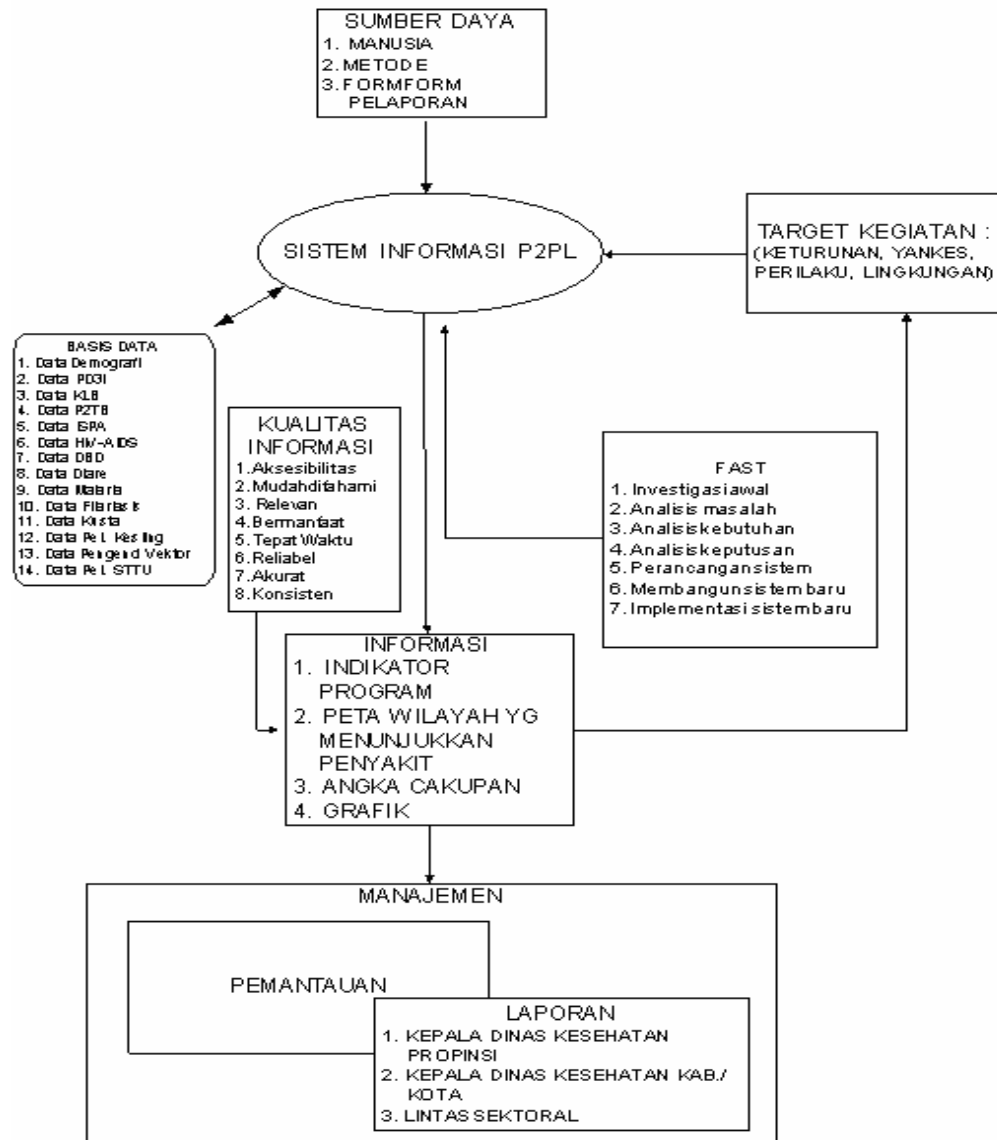 SUMBER DAYA
1. MANUSIA
2. METODE
3. FORMFORM
PELAPORAN
SISTEM INFORMASI P2PL
TARGET KEGIATAN :
(KETURUNAN, YANKES,
PERILAKU, LINGKUNGAN)
BASIS DATA
1. Data Demografi
2. Data PD3I
3. Data KLB
4. Data P2TB
5. Data ISPA
6. Data HIV-AIDS
7. Data DBD
8. Data Diare
9. Data Malaria
10. Data Filariasis
11. Data Kusta
12. Data Pel. Kesling
13. Data Pengend Vektor
14. Data Pel. STTU
KUALITAS
INFORMASI
1.Aksesibilitas
2.Mudahdifahami
3. Relevan
4.Bermanfaat
5.Tepat Waktu
6.Reliabel
7.Akurat
8.Konsisten
FAST
1. Investigasiawal
2. Analisis masalah
3. Analisiskebutuhan
4. Analisiskeputusan
5. Perancangansistem
6. Membangunsistembaru
7. Implementasi sistembaru
INFORMASI
1. INDIKATOR
PROGRAM
2. PETA WILAYAH YG
MENUNJUKKAN
PENYAKIT
3. ANGKA CAKUPAN
4. GRAFIK
MANAJEMEN
PEMANTAUAN
LAPORAN
1. KEPALA DINAS KESEHATAN
PROPINSI
2. KEPALA DINAS KESEHATAN KAB./
KOTA
3. LINTAS SEKTORAL